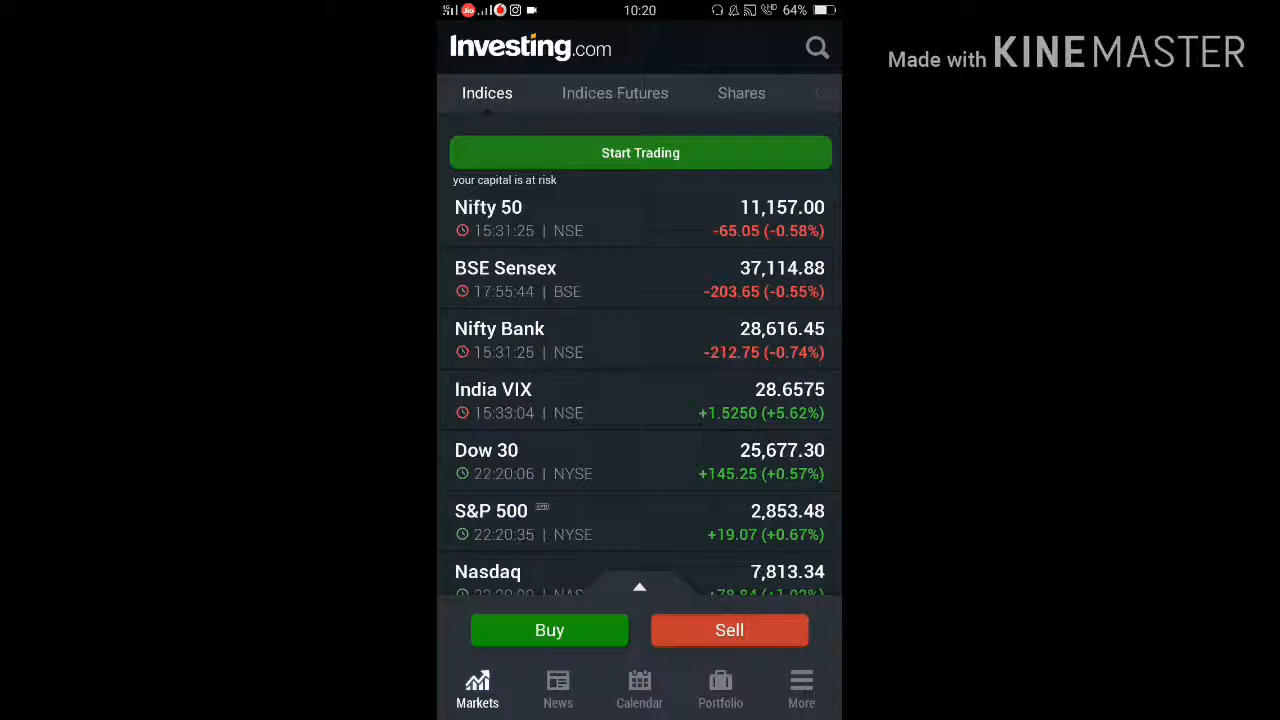 4G Jio 10:20 HD 64%
Made with KINEMASTER
Investing.com
Indices Indices Futures Shares
Start Trading
your capital is at risk
Nifty 50 11,157.00
15:31:25 | NSE -65.05 (-0.58%)
BSE Sensex 37,114.88
17:55:44 | BSE -203.65 (-0.55%)
Nifty Bank 28,616.45
15:31:25 | NSE -212.75 (-0.74%)
India VIX 28.6575
15:33:04 | NSE +1.5250 (+5.62%)
Dow 30 25,677.30
22:20:06 | NYSE +145.25 (+0.57%)
S&P 500 CFD 2,853.48
22:20:35 | NYSE +19.07 (+0.67%)
Nasdaq 7,813.34
Buy Sell
Markets News Calendar Portfolio More